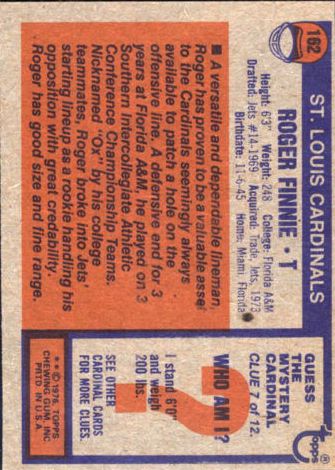 162
ST. LOUIS CARDINALS
ROGER FINNIE - T
Height: 6'3" Weight: 248 College: Florida A&M
Drafted: Jets #14-1969 Acquired: Trade, Jets, 1973
Birthdate: 11-6-45 Home: Miami, Florida
■ A versatile and dependable lineman
Roger has proven to be a valuable asset
to the Cardinals seemingly always
available to patch a hole on the
offensive line. A defensive end for 3
years at Florida A&M, he played on 3
Southern Intercollegiate Athletic
Conference Championship Teams.
Nicknamed 'Ox' by his college
teammates, Roger broke into Jets'
starting lineup as a rookie handling his
opposition with great credability.
Roger has good size and fine range.
Topps
GUESS
THE
MYSTERY
CARDINAL
CLUE 7 of 12.
?
WHO AM I?
I stand 6'0"
and weigh
200 lbs.
SEE OTHER
CARDINAL CARDS
FOR MORE CLUES.
**© 1976, TOPPS
CHEWING GUM, INC.
PRTD IN U.S.A.